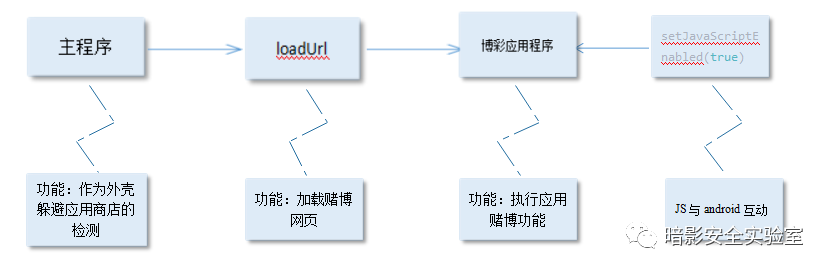 主程序
loadUrl
博彩应用程序
setJavaScriptE
nabled(true)
功能：作为外壳
躲避应用商店的
检测
功能：加载赌博
网页
功能：执行应用
赌博功能
JS与android互动
暗影安全实验室